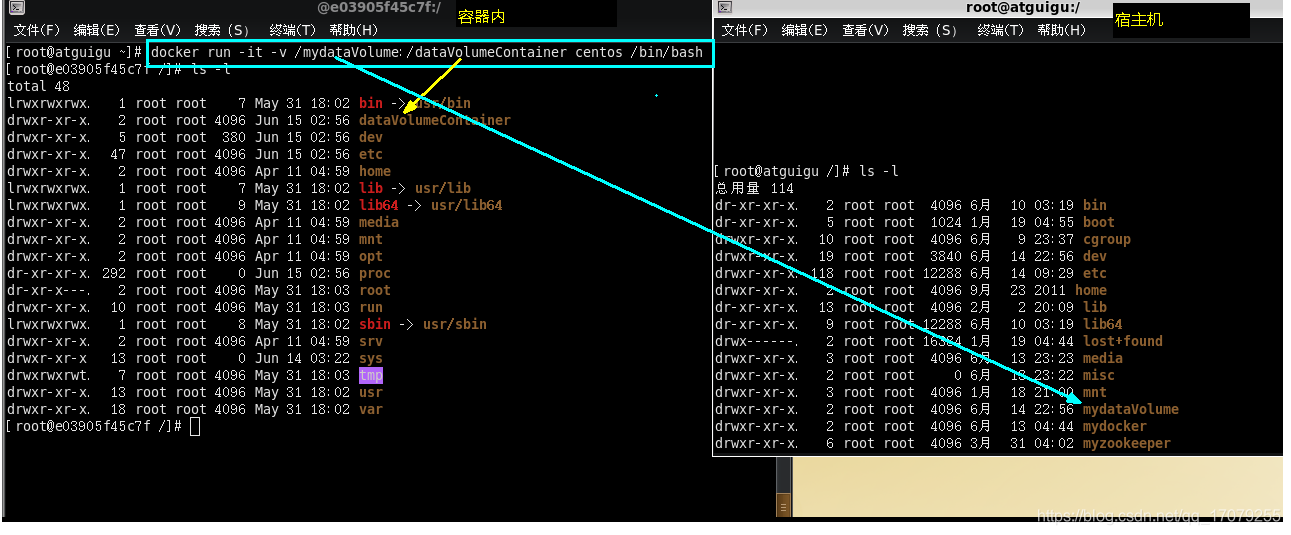 @e03905f45c7f:/
容器内
文件(F) 编辑(E) 查看(V) 搜索 (S) 终端(T) 帮助(H)
[root@atguigu ~]# docker run -it -v /mydataVolume:/dataVolumeContainer centos /bin/bash
[root@e03905f45c7f /]# ls -l
total 48
lrwxrwxrwx. 1 root root 7 May 31 18:02 bin -> usr/bin
drwxr-xr-x. 2 root root 4096 Jun 15 02:56 dataVolumeContainer
drwxr-xr-x. 5 root root 380 Jun 15 02:56 dev
drwxr-xr-x. 47 root root 4096 Jun 15 02:56 etc
drwxr-xr-x. 2 root root 4096 Apr 11 04:59 home
lrwxrwxrwx. 1 root root 7 May 31 18:02 lib -> usr/lib
lrwxrwxrwx. 1 root root 9 May 31 18:02 lib64 -> usr/lib64
drwxr-xr-x. 2 root root 4096 Apr 11 04:59 media
drwxr-xr-x. 2 root root 4096 Apr 11 04:59 mnt
drwxr-xr-x. 2 root root 4096 Apr 11 04:59 opt
dr-xr-xr-x. 292 root root 0 Jun 15 02:56 proc
dr-xr-x---. 2 root root 4096 May 31 18:03 root
drwxr-xr-x. 10 root root 4096 May 31 18:03 run
lrwxrwxrwx. 1 root root 8 May 31 18:02 sbin -> usr/sbin
drwxr-xr-x. 2 root root 4096 Apr 11 04:59 srv
drwxr-xr-x 13 root root 0 Jun 14 03:22 sys
drwxrwxrwt. 7 root root 4096 May 31 18:03 tmp
drwxr-xr-x. 13 root root 4096 May 31 18:02 usr
drwxr-xr-x. 18 root root 4096 May 31 18:02 var
[root@e03905f45c7f /]#
root@atguigu:/
宿主机
文件(F) 编辑(E) 查看(V) 搜索 (S) 终端(T) 帮助(H)
[root@atguigu /]# ls -l
总用量 114
dr-xr-xr-x. 2 root root 4096 6月 10 03:19 bin
dr-xr-xr-x. 5 root root 1024 1月 19 04:55 boot
drwxr-xr-x. 10 root root 4096 6月 9 23:37 cgroup
drwxr-xr-x. 19 root root 3840 6月 14 22:56 dev
drwxr-xr-x. 118 root root 12288 6月 14 09:29 etc
drwxr-xr-x. 2 root root 4096 9月 23 2011 home
dr-xr-xr-x. 13 root root 4096 2月 2 20:09 lib
dr-xr-xr-x. 9 root root 12288 6月 10 03:19 lib64
drwx------. 2 root root 16384 1月 19 04:44 lost+found
drwxr-xr-x. 3 root root 4096 6月 13 23:23 media
drwxr-xr-x. 2 root root 0 6月 13 23:22 misc
drwxr-xr-x. 3 root root 4096 1月 18 21:00 mnt
drwxr-xr-x. 2 root root 4096 6月 14 22:56 mydataVolume
drwxr-xr-x. 2 root root 4096 6月 13 04:44 mydocker
drwxr-xr-x. 6 root root 4096 3月 31 04:02 myzookeeper
https://blog.csdn.net/qq_17079255